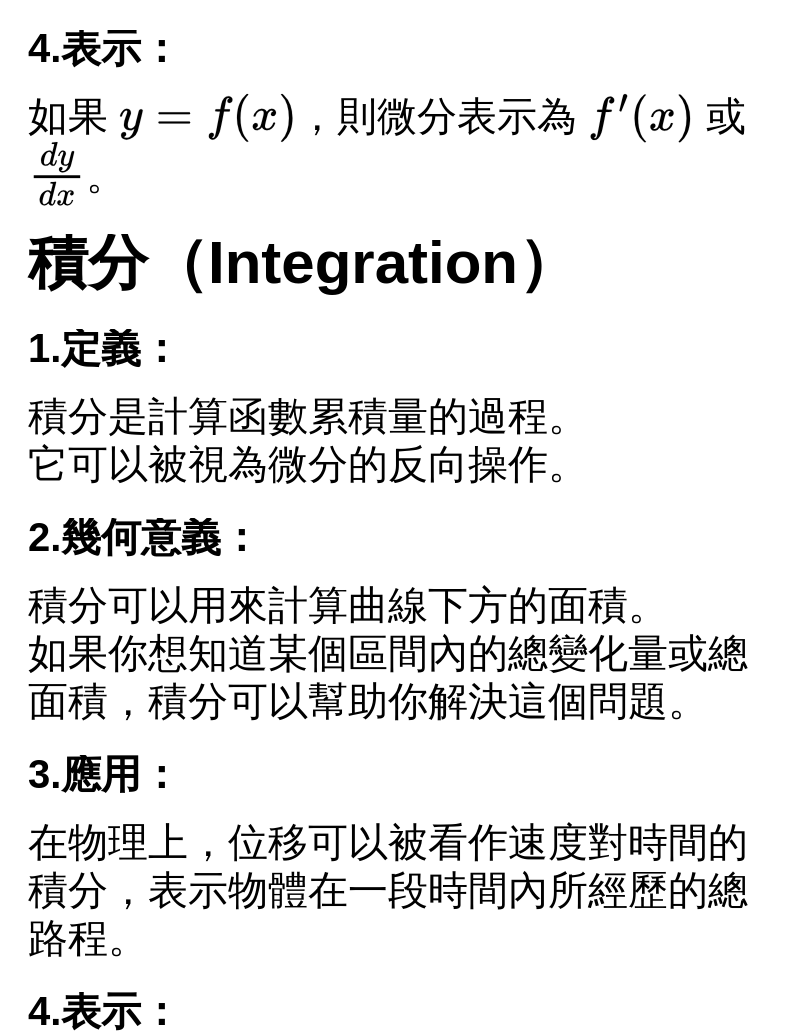 4.表示：
如果 y = f(x)，則微分表示為 f′(x) 或
dy/dx。
積分（Integration）
1.定義：
積分是計算函數累積量的過程。
它可以被視為微分的反向操作。
2.幾何意義：
積分可以用來計算曲線下方的面積。
如果你想知道某個區間內的總變化量或總
面積，積分可以幫助你解決這個問題。
3.應用：
在物理上，位移可以被看作速度對時間的
積分，表示物體在一段時間內所經歷的總
路程。
4.表示：